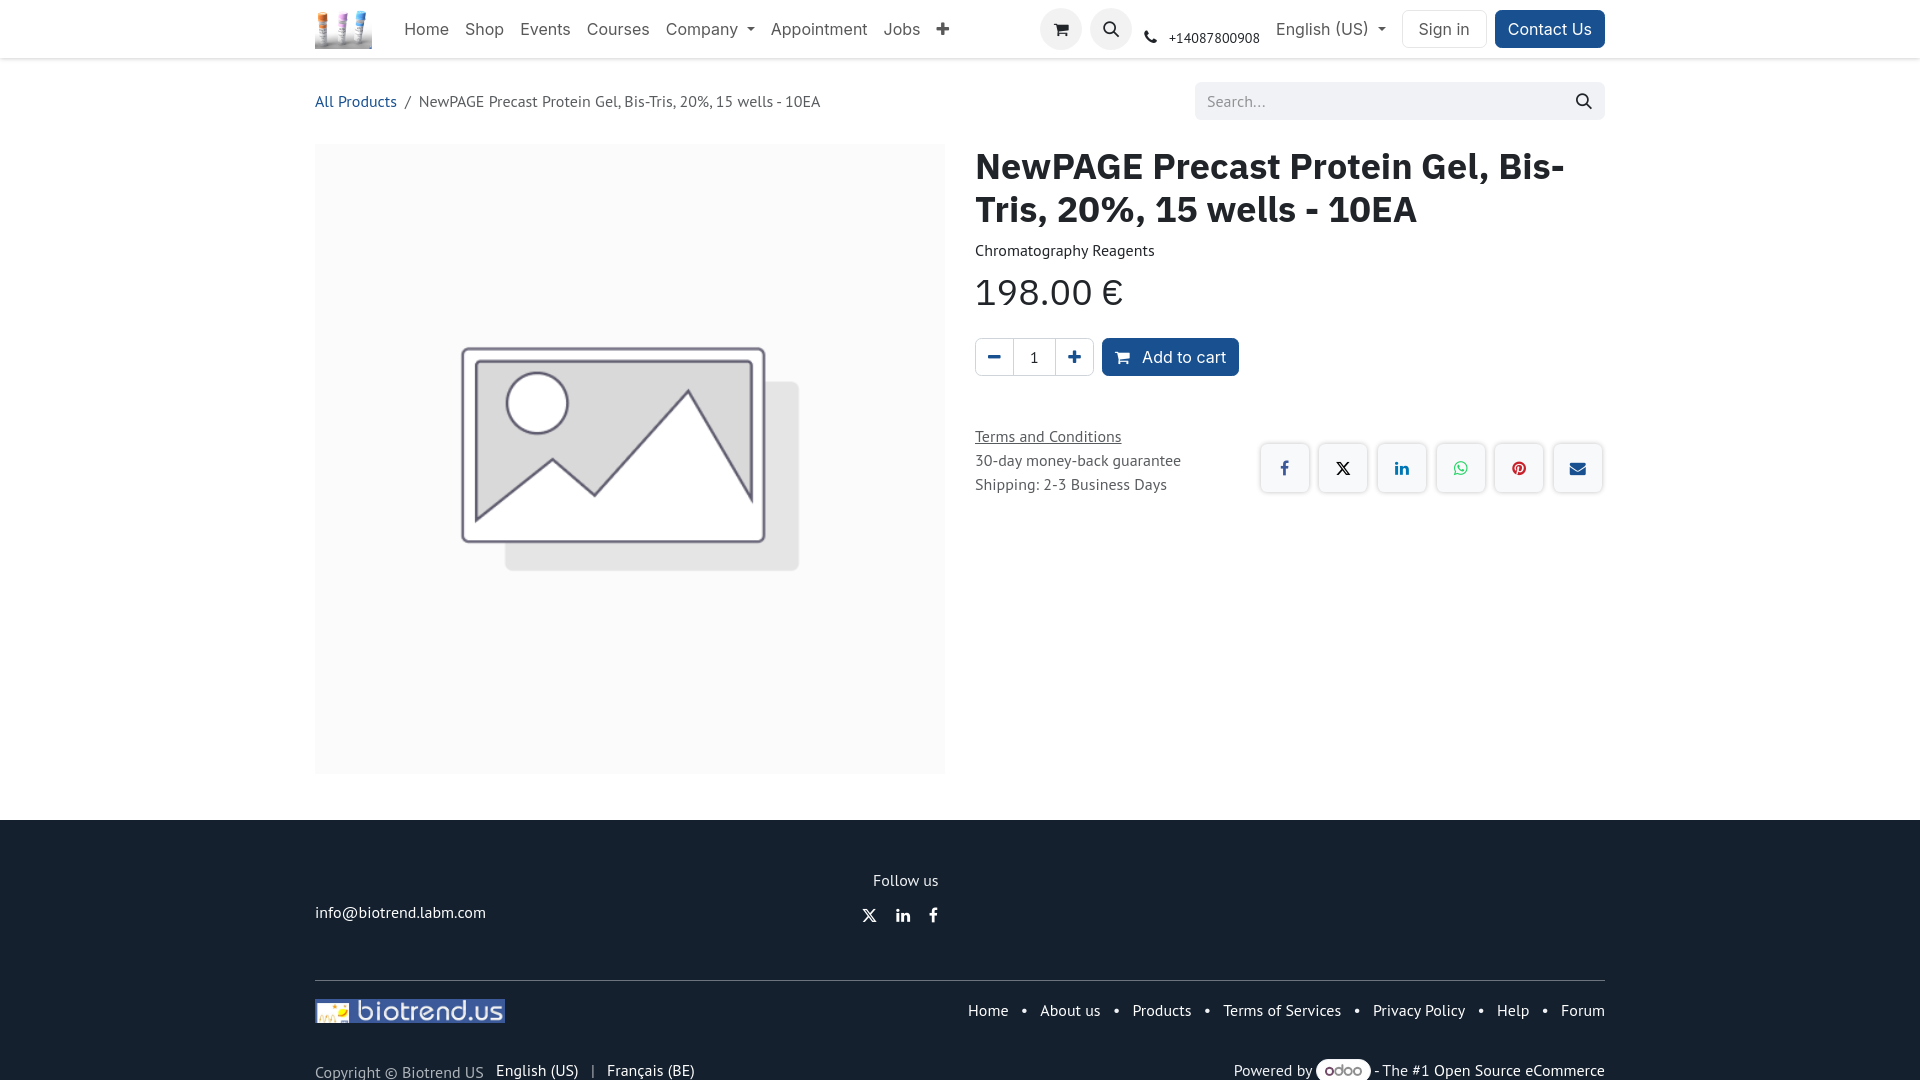 Home Shop Events Courses Company Appointment Jobs
+14087800908 English (US) Sign in Contact Us
All Products / NewPAGE Precast Protein Gel, Bis-Tris, 20%, 15 wells - 10EA
Search...
NewPAGE Precast Protein Gel, Bis-
Tris, 20%, 15 wells - 10EA
Chromatography Reagents
198.00 €
1 Add to cart
Terms and Conditions
30-day money-back guarantee
Shipping: 2-3 Business Days
Follow us
info@biotrend.labm.com
biotrend.us
Home • About us • Products • Terms of Services • Privacy Policy • Help • Forum
Copyright © Biotrend US English (US) | Français (BE)
Powered by odoo - The #1 Open Source eCommerce